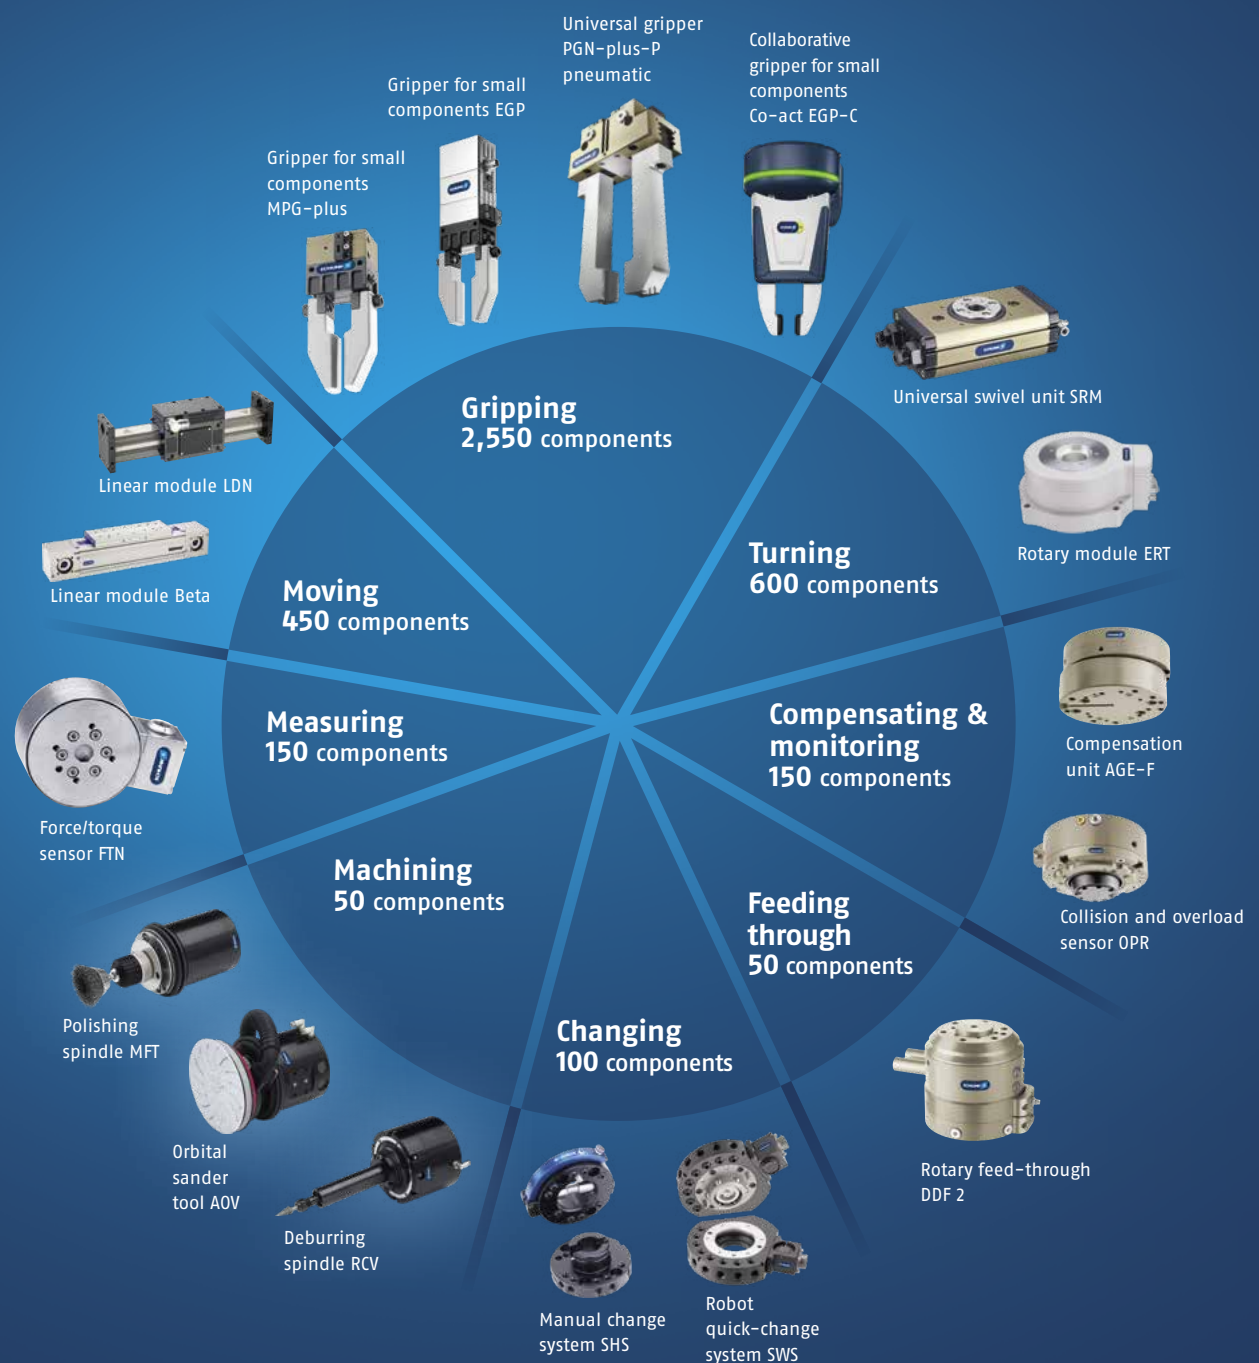 Universal gripper
PGN-plus-P
pneumatic
Collaborative
gripper for small
components
Co-act EGP-C
Gripper for small
components EGP
Gripper for small
components
MPG-plus
Universal swivel unit SRM
Gripping
2,550 components
Linear module LDN
Rotary module ERT
Turning
600 components
Linear module Beta
Moving
450 components
Measuring
150 components
Compensating &
monitoring
150 components
Compensation
unit AGE-F
Force/torque
sensor FTN
Machining
50 components
Feeding
through
50 components
Collision and overload
sensor OPR
Polishing
spindle MFT
Changing
100 components
Orbital
sander
tool AOV
Rotary feed-through
DDF 2
Deburring
spindle RCV
Manual change
system SHS
Robot
quick-change
system SWS